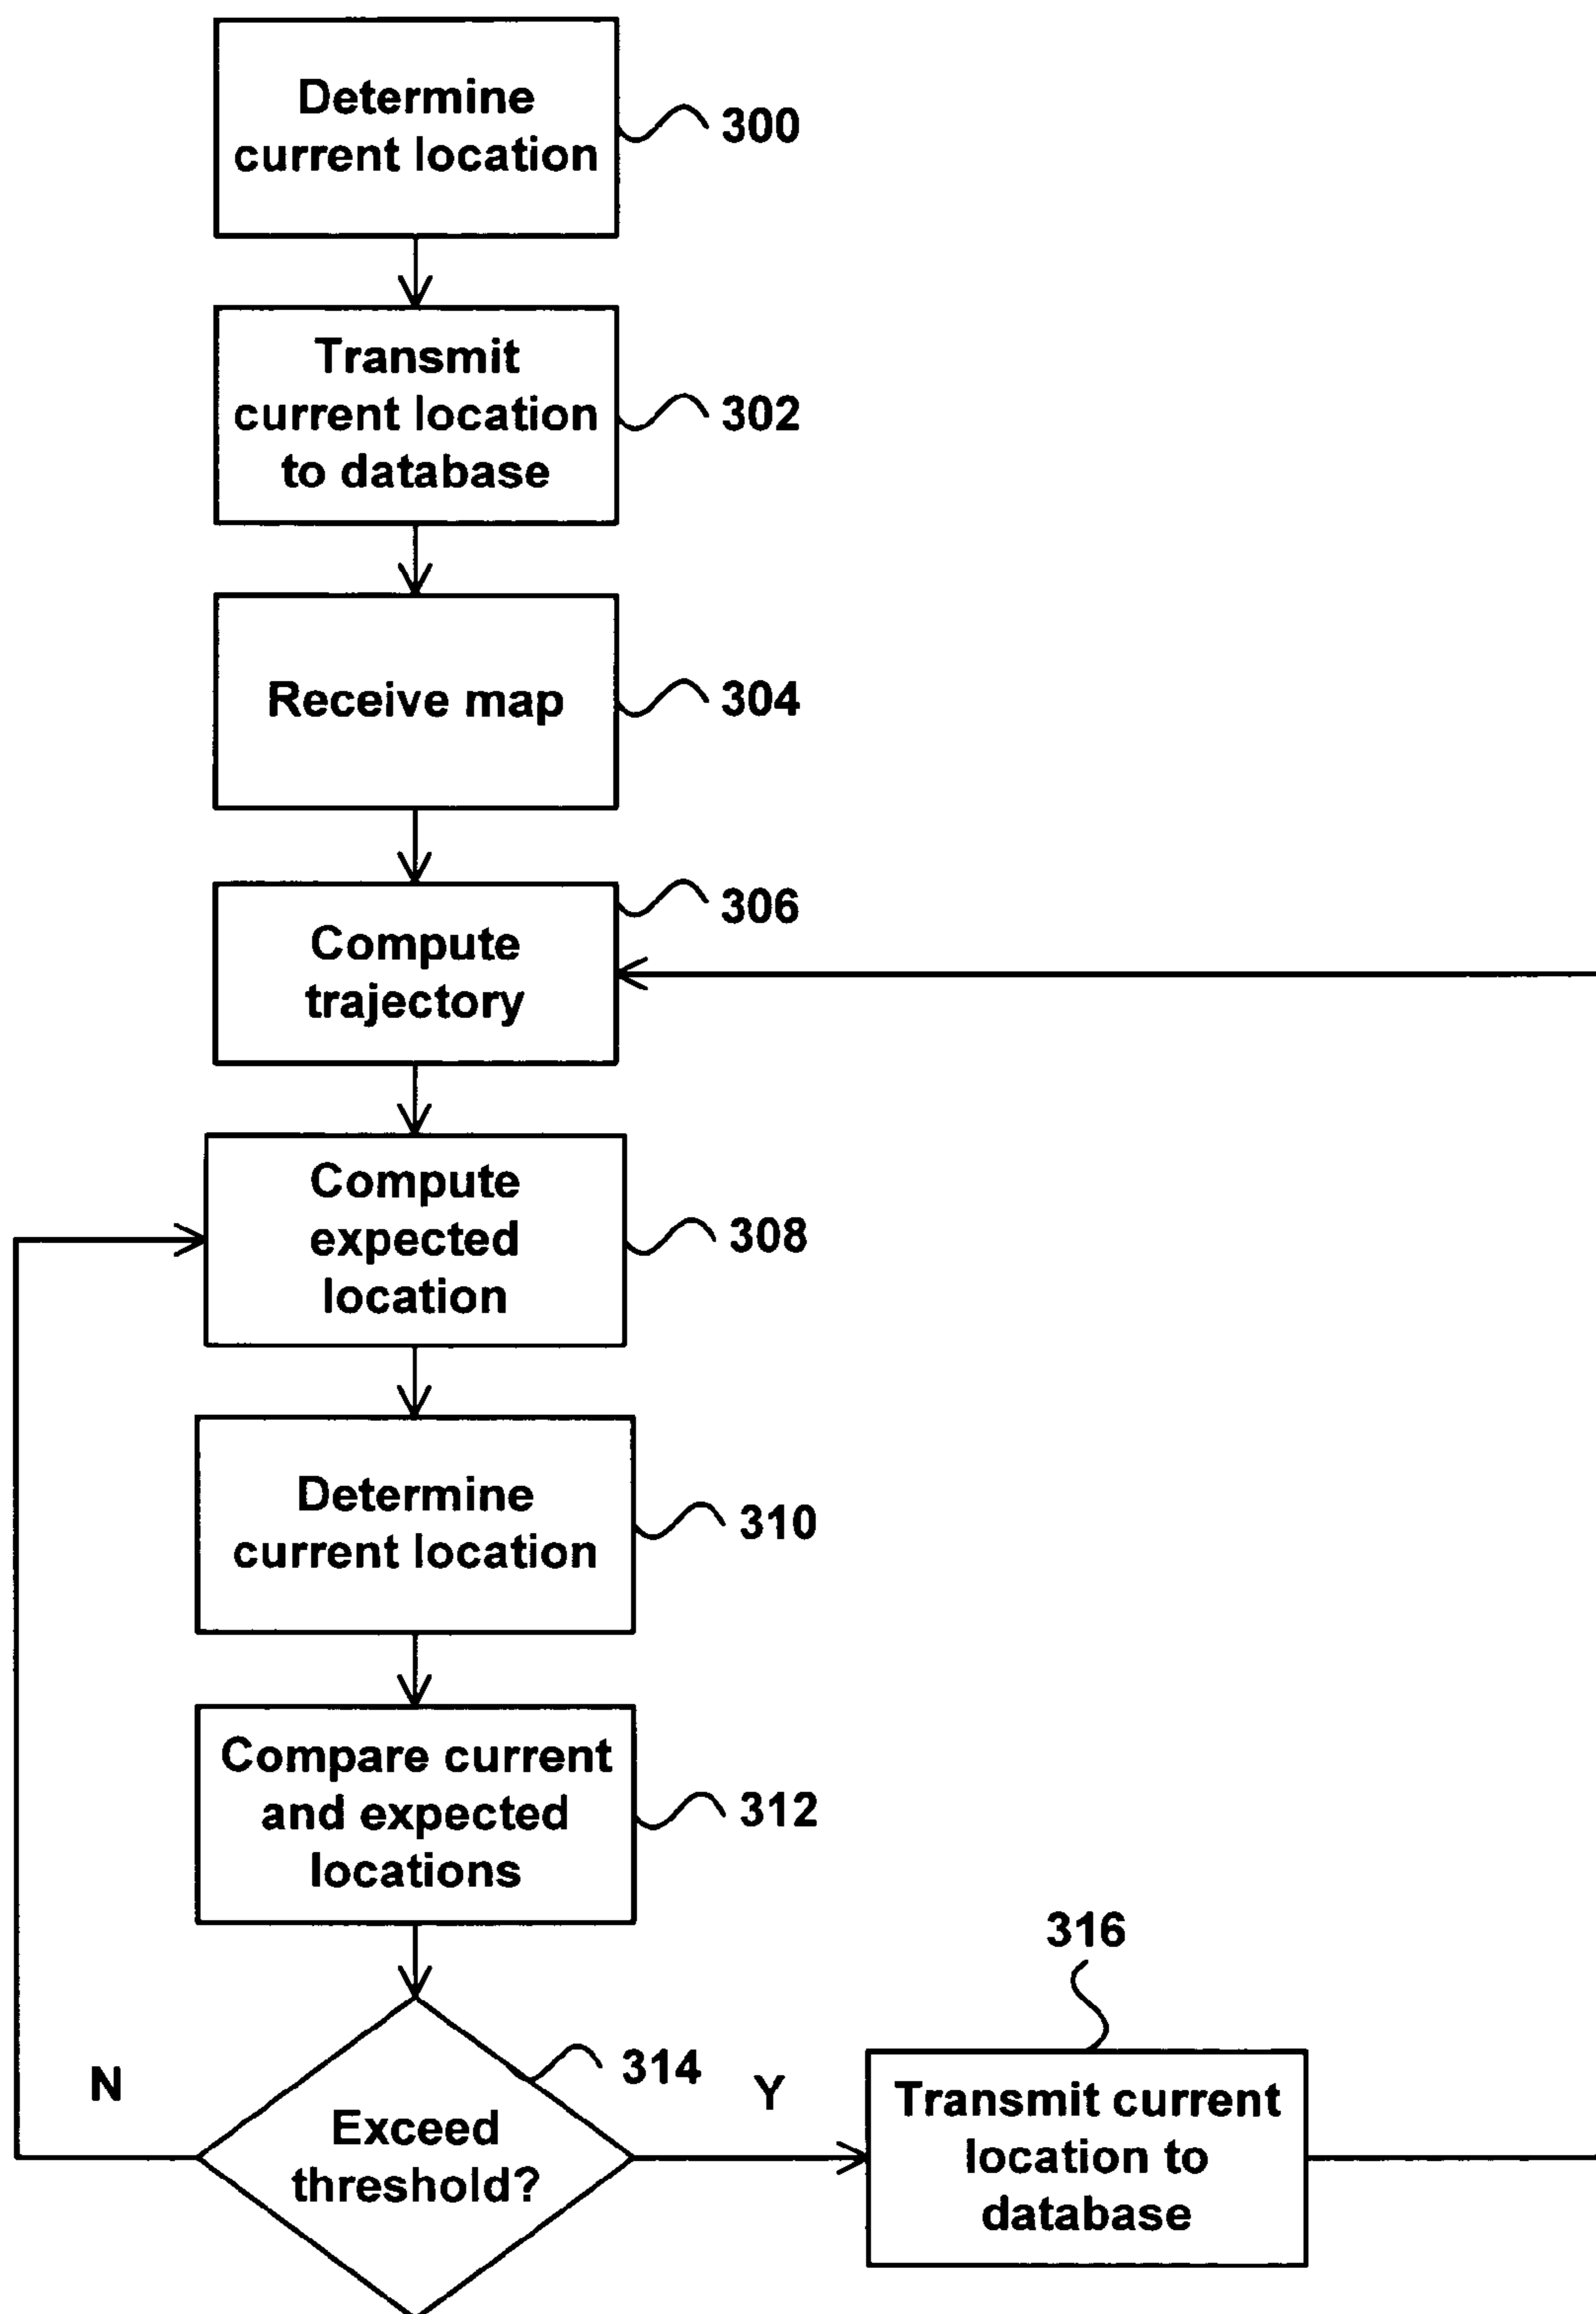 Determine
current location
300
Transmit
current location
to database
302
Receive map
304
306
Compute
trajectory
Compute
expected
location
308
Determine
current location
310
Compare current
and expected
locations
312
316
314
N
Y
Exceed
threshold?
Transmit current
location to
database